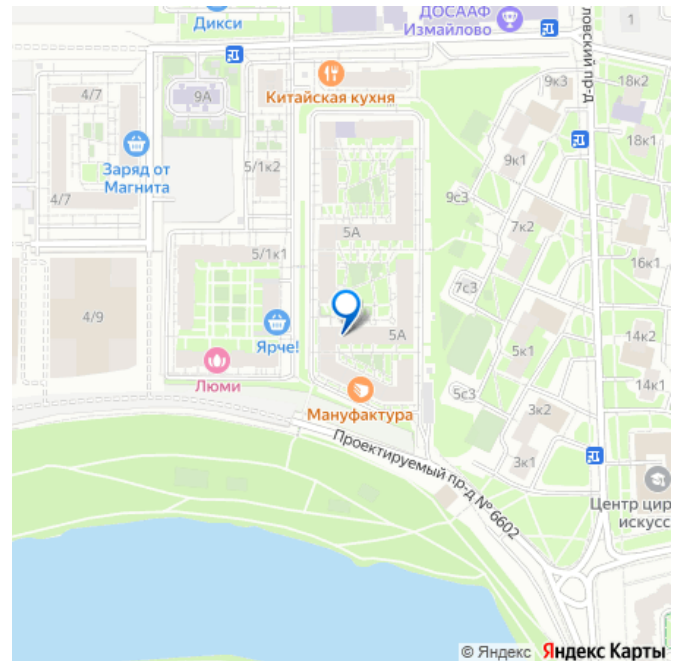 Дикси
ДОСААФ
Измайлово
1
ловский пр-д
4/7
9А
Китайская кухня
9к3
18к2
Заряд от
Магнита
5/1к2
9к1
18к1
4/7
9с3
5А
7к2
5/1к1
16к1
7с3
4/9
5А
Ярче!
14к2
5к1
Люми
14к1
5с3
Мануфактура
3к2
Проектируемый пр-д № 6602
3к1
Центр цир
искусс
© Яндекс Яндекс Карты